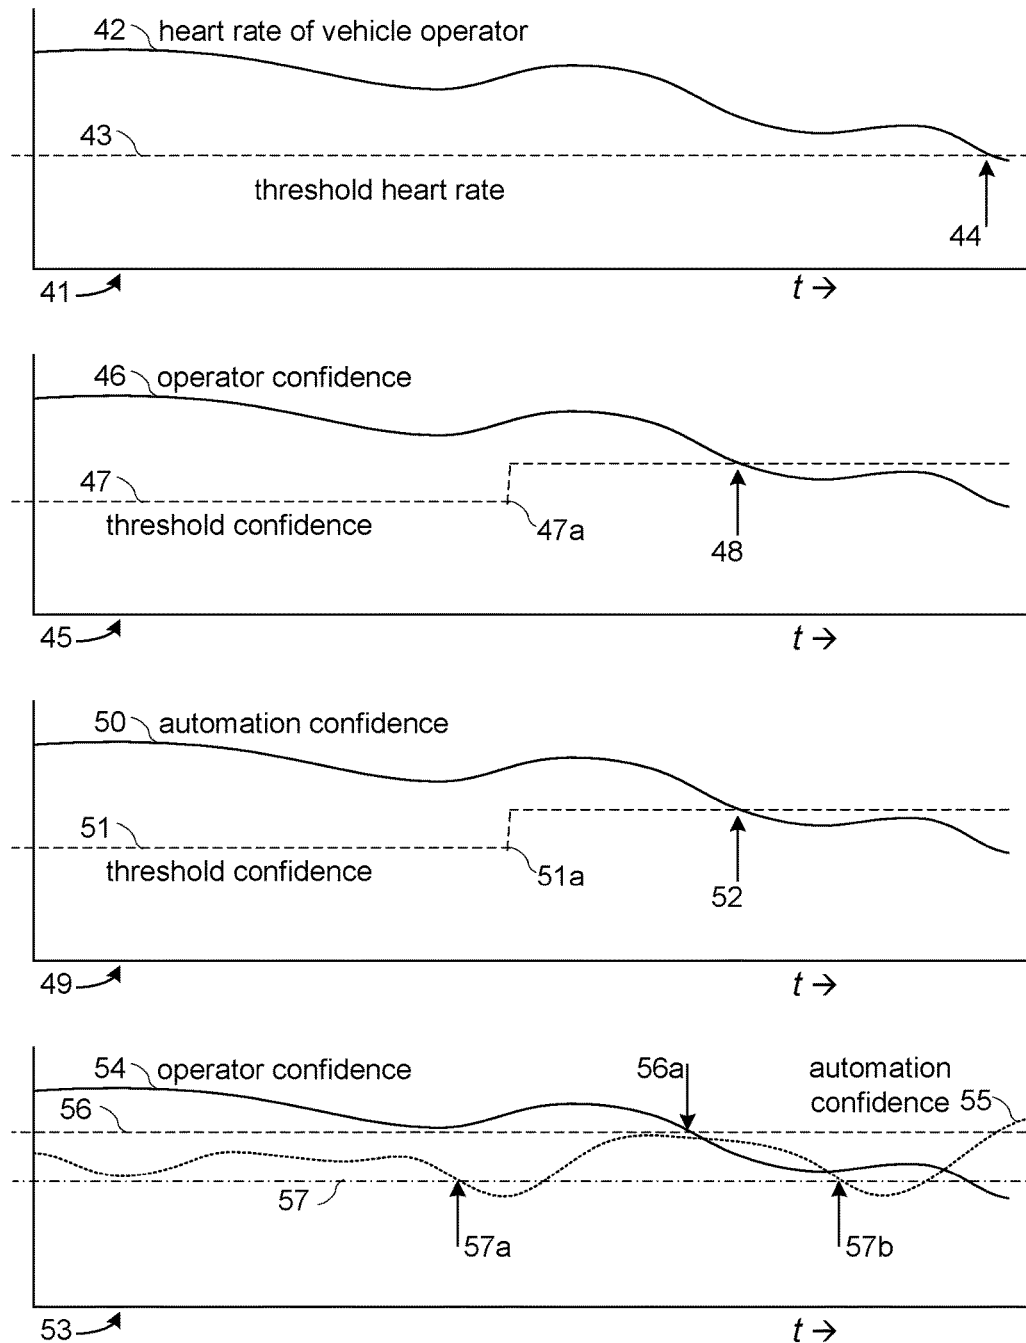 42 heart rate of vehicle operator
43
threshold heart rate
44
41
t →
46 operator confidence
47
threshold confidence
47a
48
45
t →
50 automation confidence
51
threshold confidence
51a
52
49
t →
54 operator confidence
56a
automation
confidence 55
56
57
57a
57b
53
t →